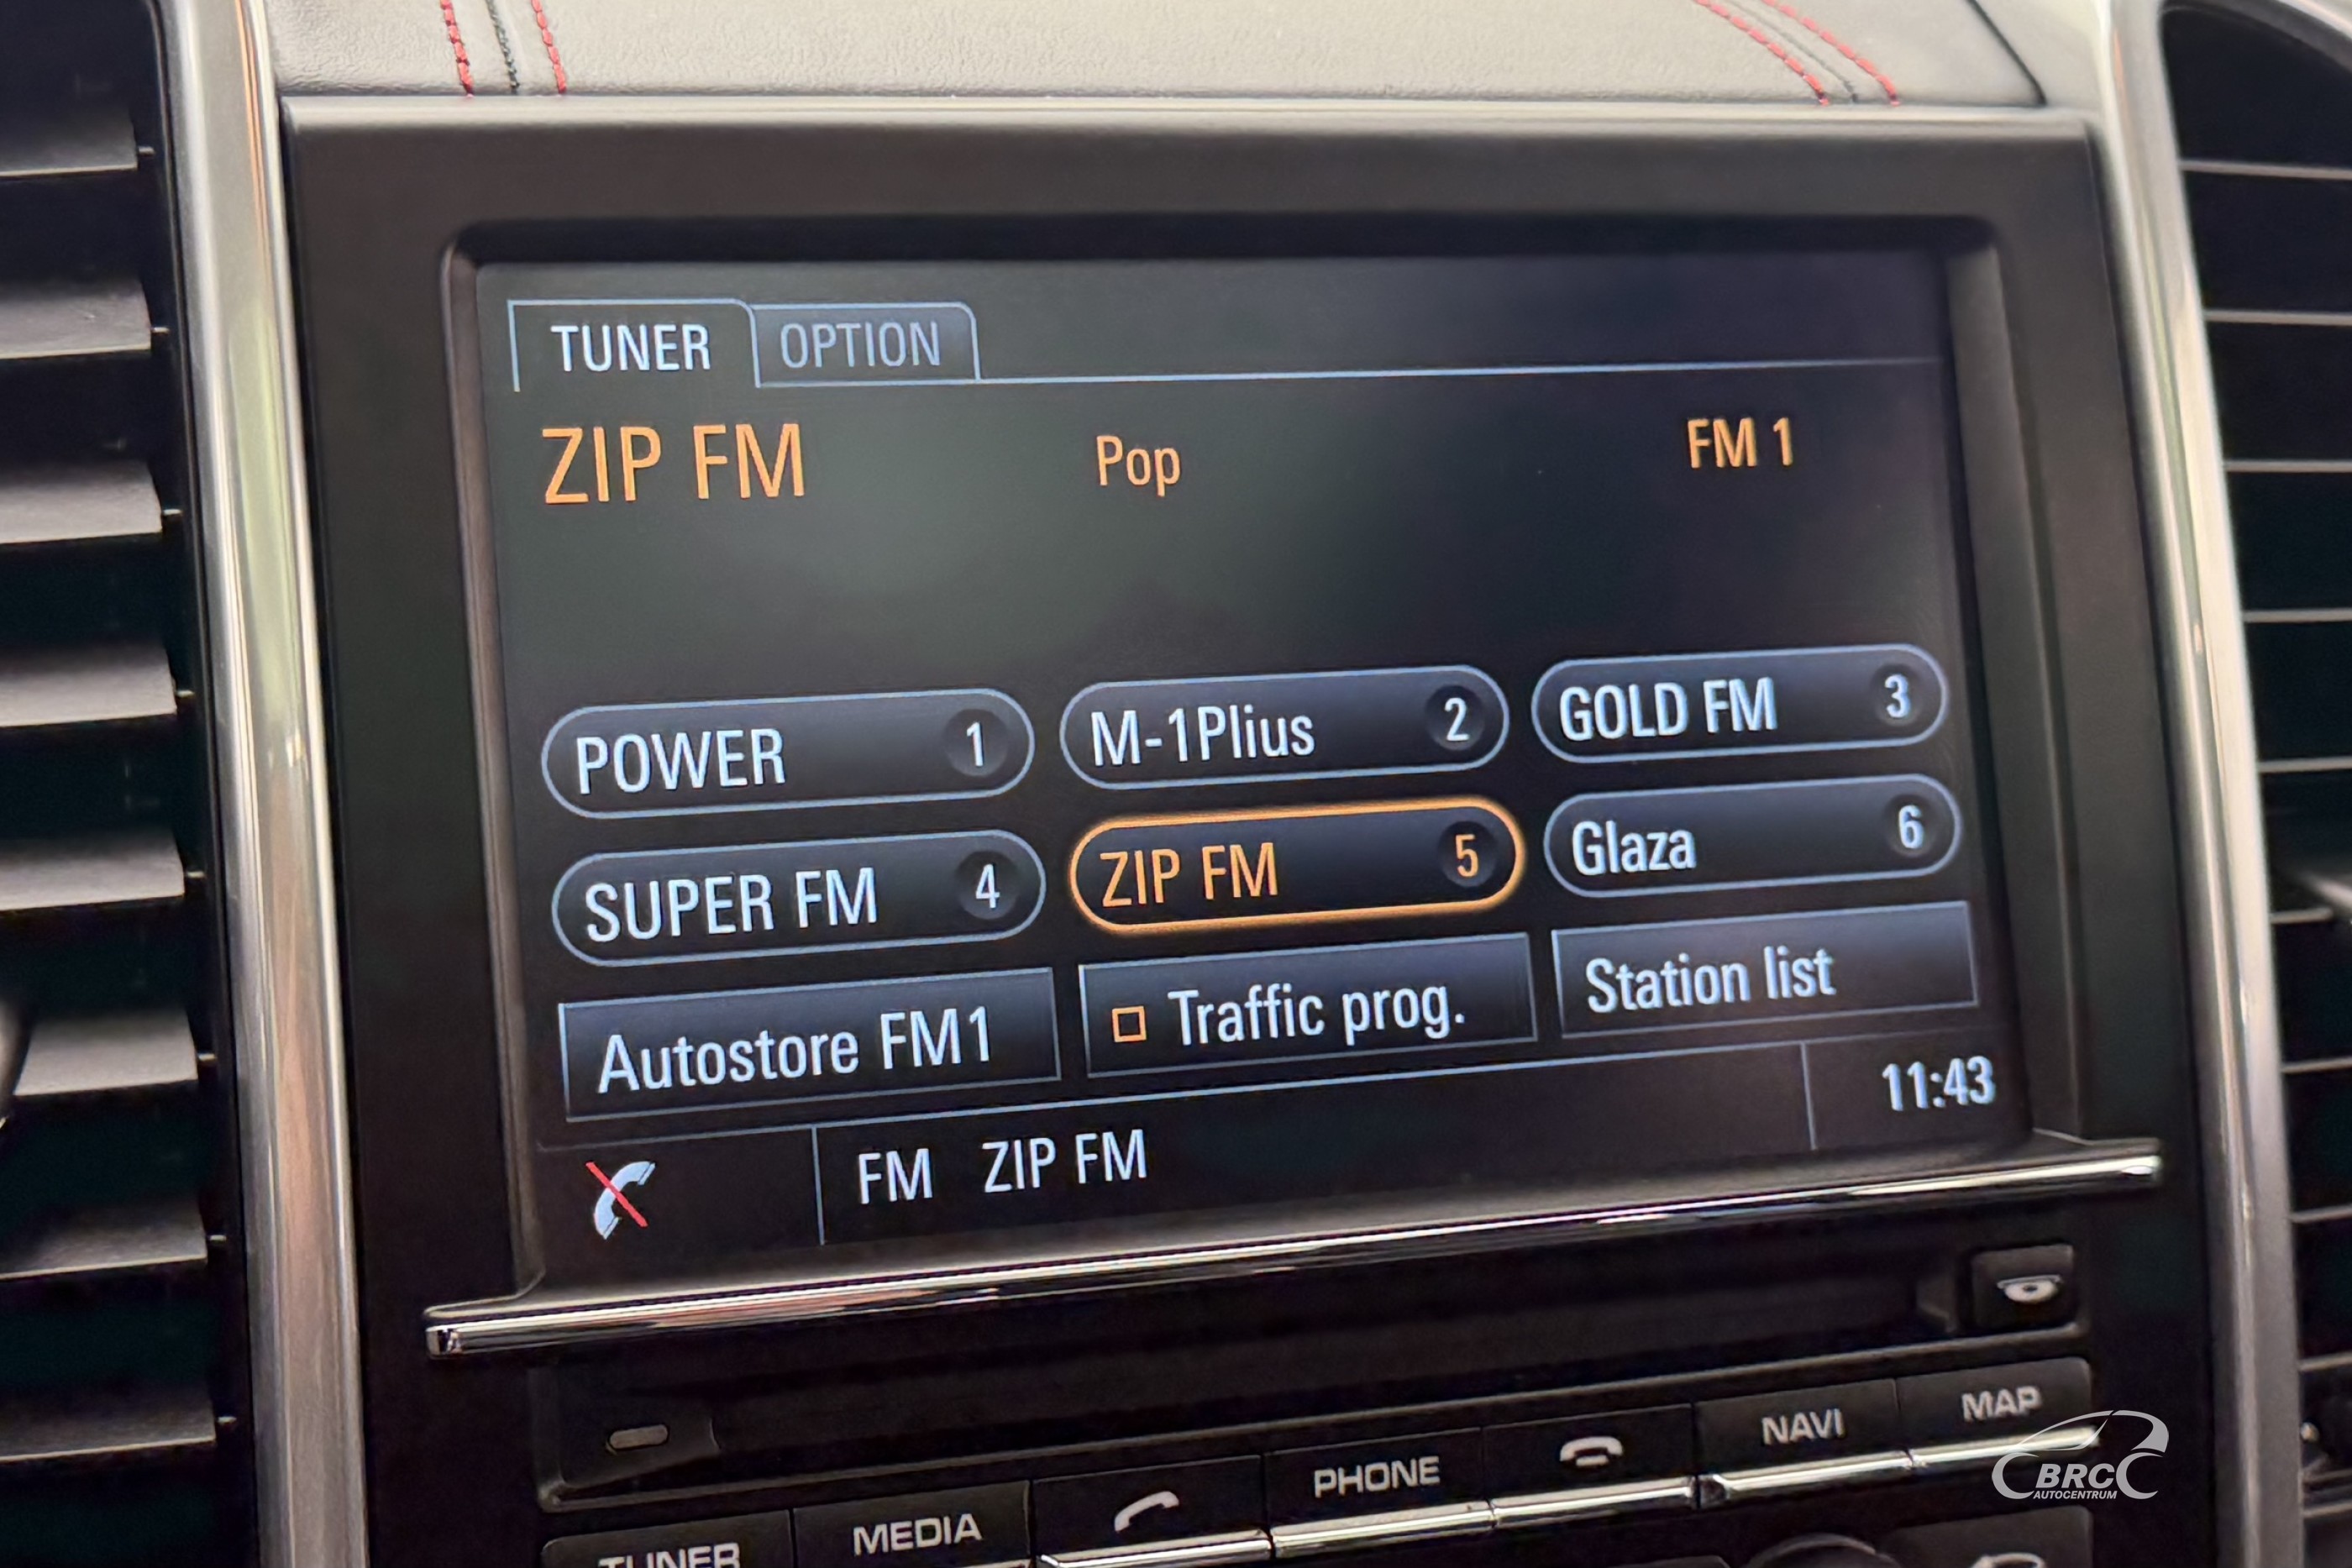 TUNER OPTION
ZIP FM Pop FM 1
POWER 1 M-1Plius 2 GOLD FM 3
SUPER FM 4 ZIP FM 5 Glaza 6
Autostore FM1 Traffic prog. Station list
FM ZIP FM 11:43
TUNER MEDIA PHONE NAVI MAP
BRC
AUTOCENTRUM